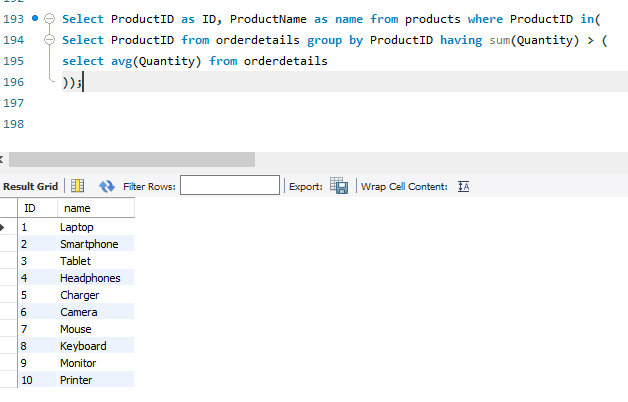 193 Select ProductID as ID, ProductName as name from products where ProductID in(
194 Select ProductID from orderdetails group by ProductID having sum(Quantity) > (
195 select avg(Quantity) from orderdetails
196 ));
197
198
Result Grid Filter Rows: Export: Wrap Cell Content:
ID name
1 Laptop
2 Smartphone
3 Tablet
4 Headphones
5 Charger
6 Camera
7 Mouse
8 Keyboard
9 Monitor
10 Printer